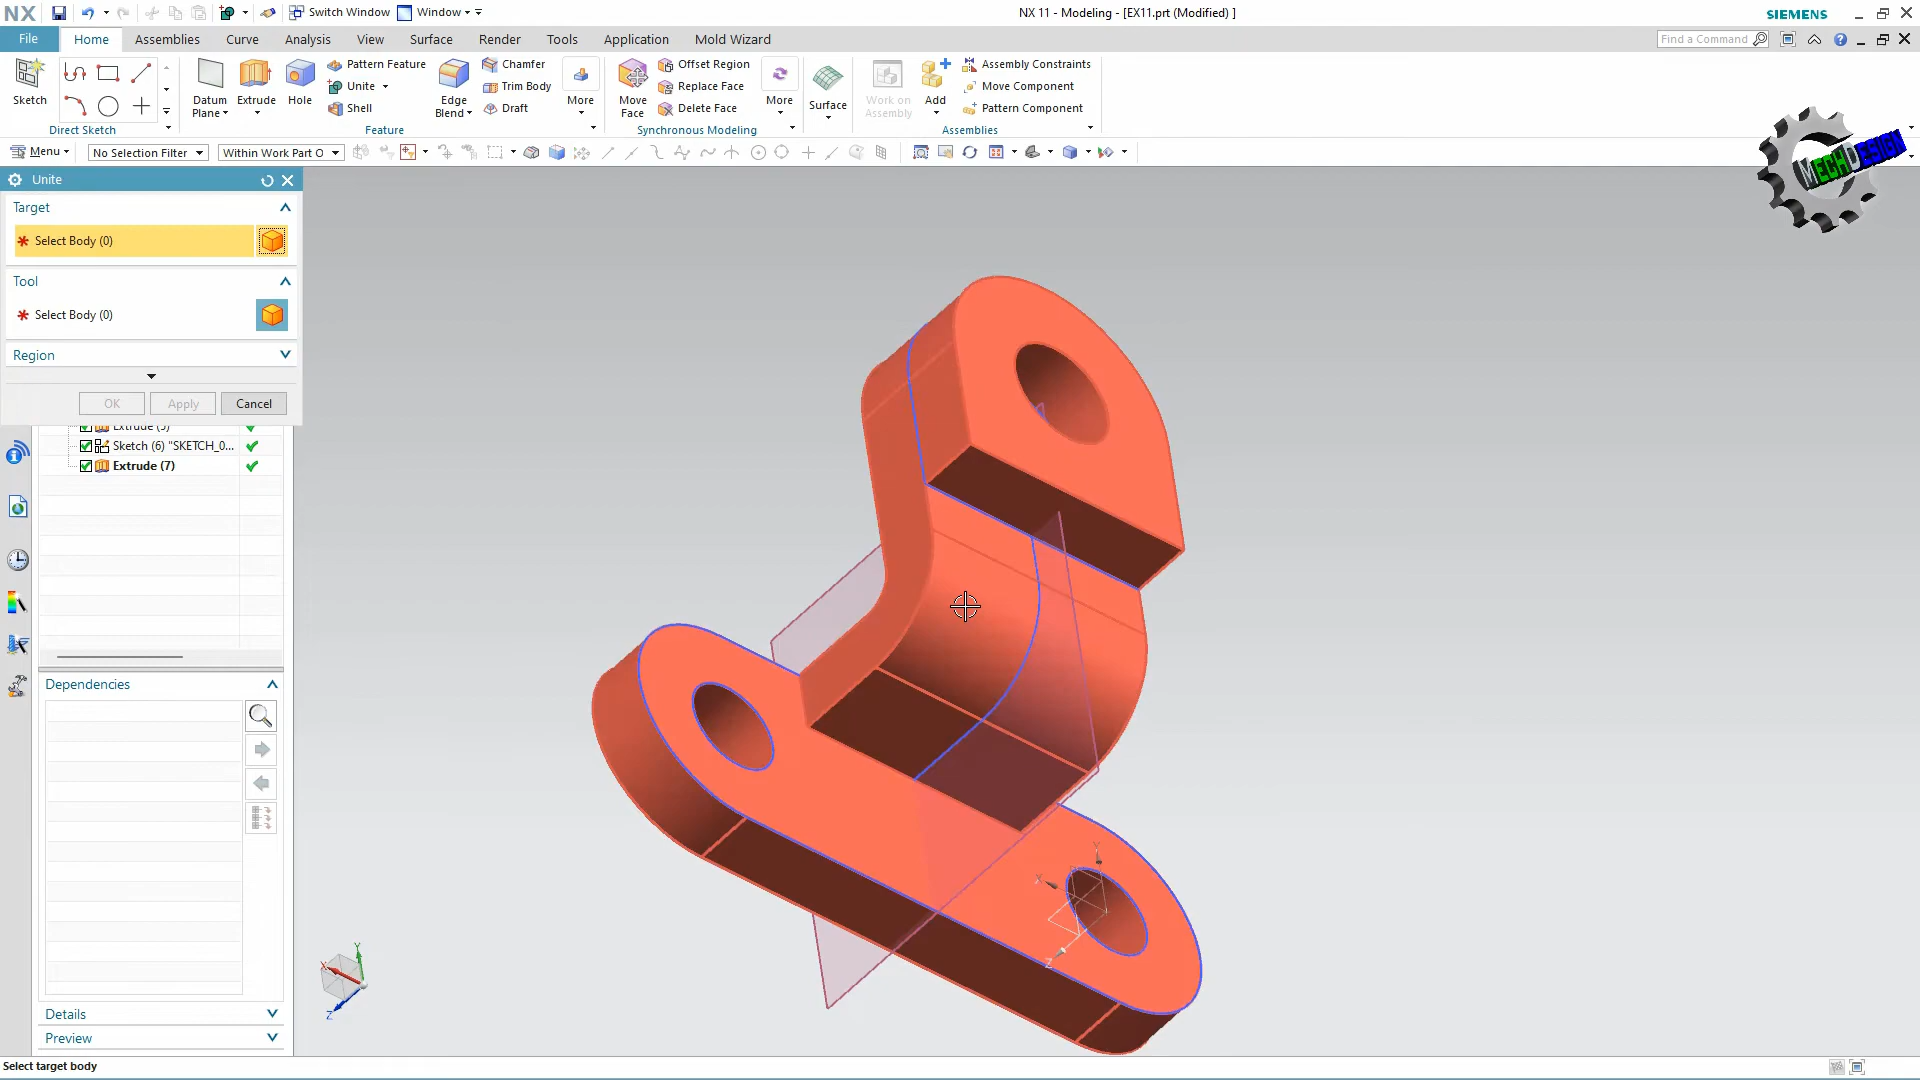 NX
Switch Window
Window
NX 11 - Modeling - [EX11.prt (Modified) ]
SIEMENS
File
Home
Assemblies
Curve
Analysis
View
Surface
Render
Tools
Application
Mold Wizard
Find a Command
Sketch
Direct Sketch
Datum
Plane
Extrude
Hole
Pattern Feature
Unite
Shell
Edge
Blend
Chamfer
Trim Body
Draft
More
Feature
Move
Face
Offset Region
Replace Face
Delete Face
More
Synchronous Modeling
Surface
Work on
Assembly
Add
Assembly Constraints
Move Component
Pattern Component
Assemblies
MECHDESIGN
Menu
No Selection Filter
Within Work Part O
Unite
Target
* Select Body (0)
Tool
* Select Body (0)
Region
OK
Apply
Cancel
Extrude (5)
Sketch (6) "SKETCH_0...
Extrude (7)
Dependencies
Details
Preview
X
Y
Z
X
Y
Z
Select target body